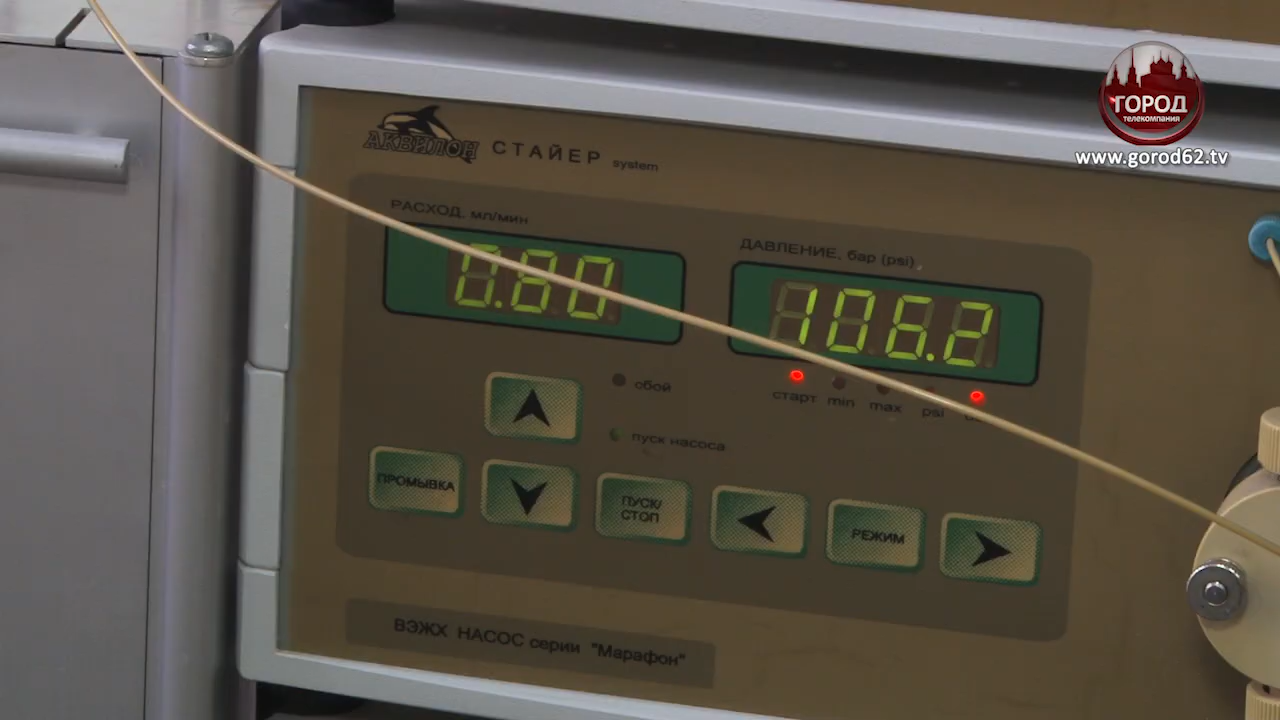 ГОРОД
телекомпания
www.gorod62.tv
АКВИЛОН СТАЙЕР system
РАСХОД, мл/мин
ДАВЛЕНИЕ, бар (psi)
0.80
106.2
сбой
старт min max psi
пуск насоса
ПРОМЫВКА
ПУСК/
СТОП
РЕЖИМ
ВЭЖХ НАСОС серии "Марафон"